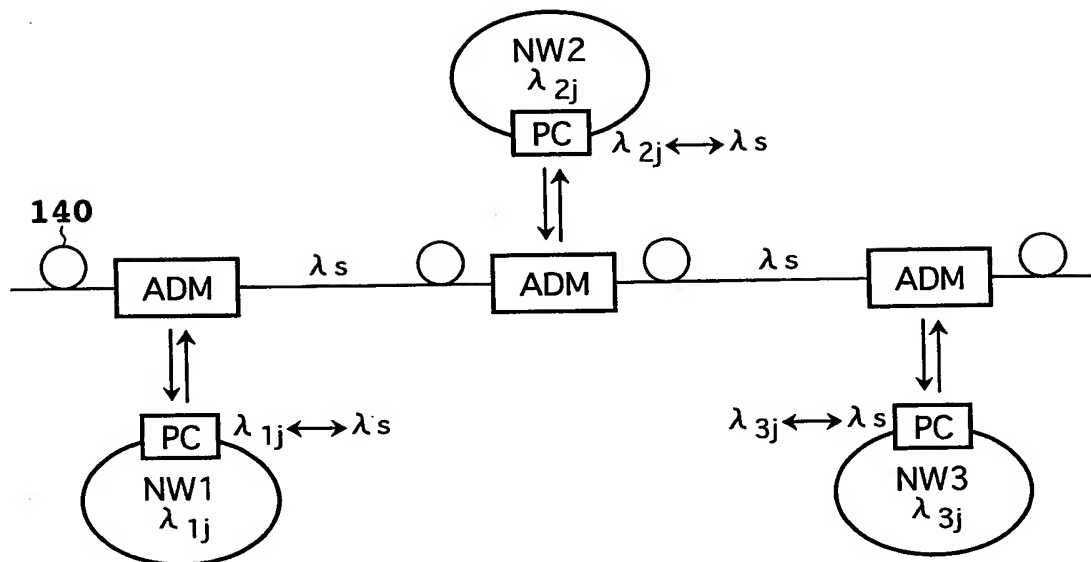 NW2
λ 2j
PC
λ 2j ↔ λ s
140
ADM
λ s
ADM
λ s
ADM
PC
λ 1j ↔ λ s
NW1
λ 1j
λ 3j ↔ λ s
PC
NW3
λ 3j